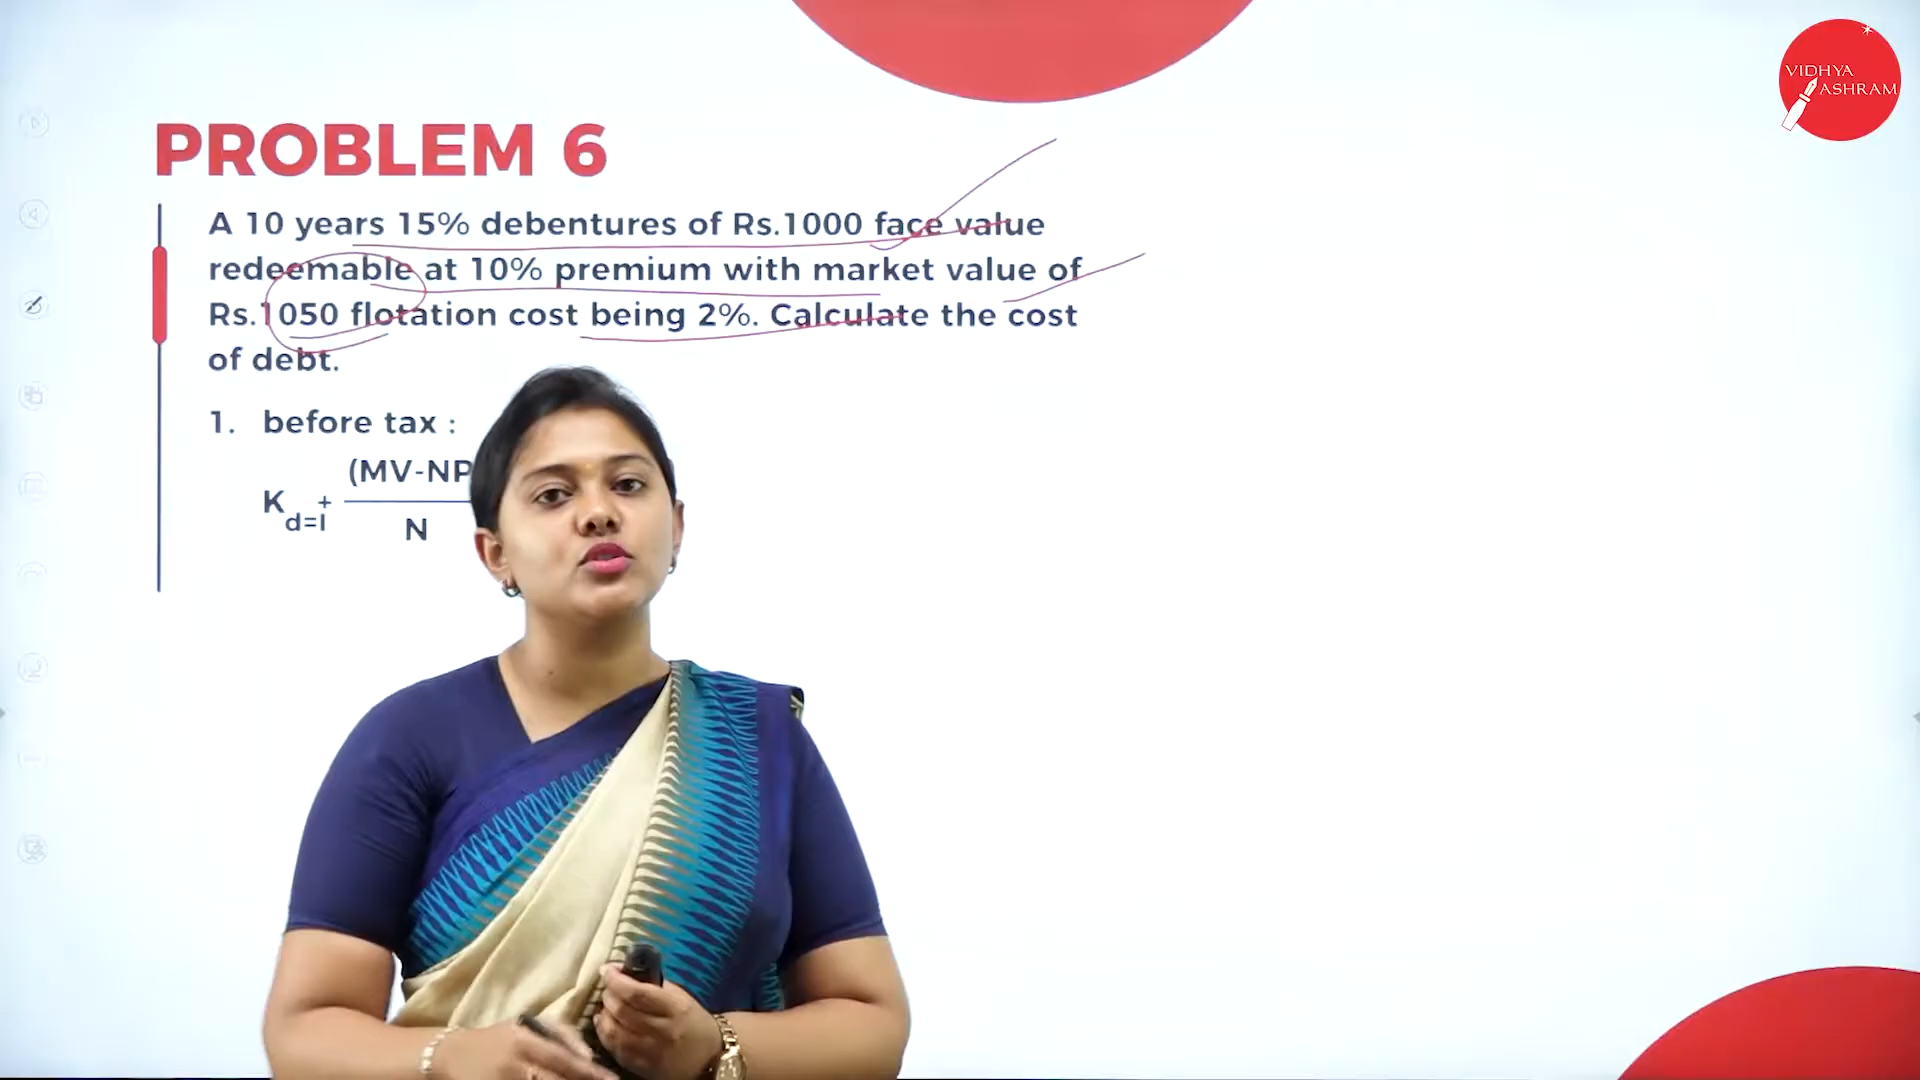 VIDHYA
ASHRAM
PROBLEM 6
A 10 years 15% debentures of Rs.1000 face value
redeemable at 10% premium with market value of
Rs.1050 flotation cost being 2%. Calculate the cost
of debt.
1. before tax :
(MV-NP
K d=I +
N